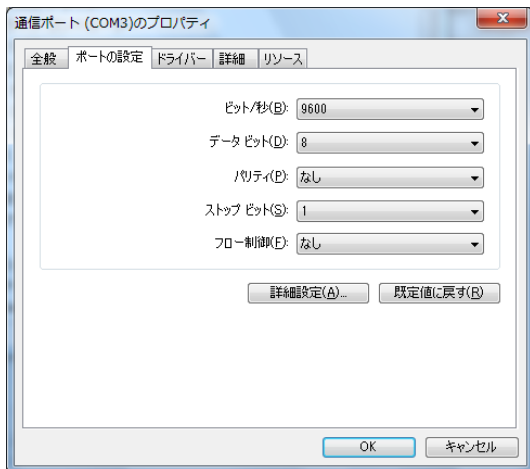 通信ポート (COM3)のプロパティ
全般 ポートの設定 ドライバー 詳細 リソース
ビット/秒(B): 9600
データ ビット(D): 8
パリティ(P): なし
ストップ ビット(S): 1
フロー制御(F): なし
詳細設定(A)... 既定値に戻す(R)
OK キャンセル